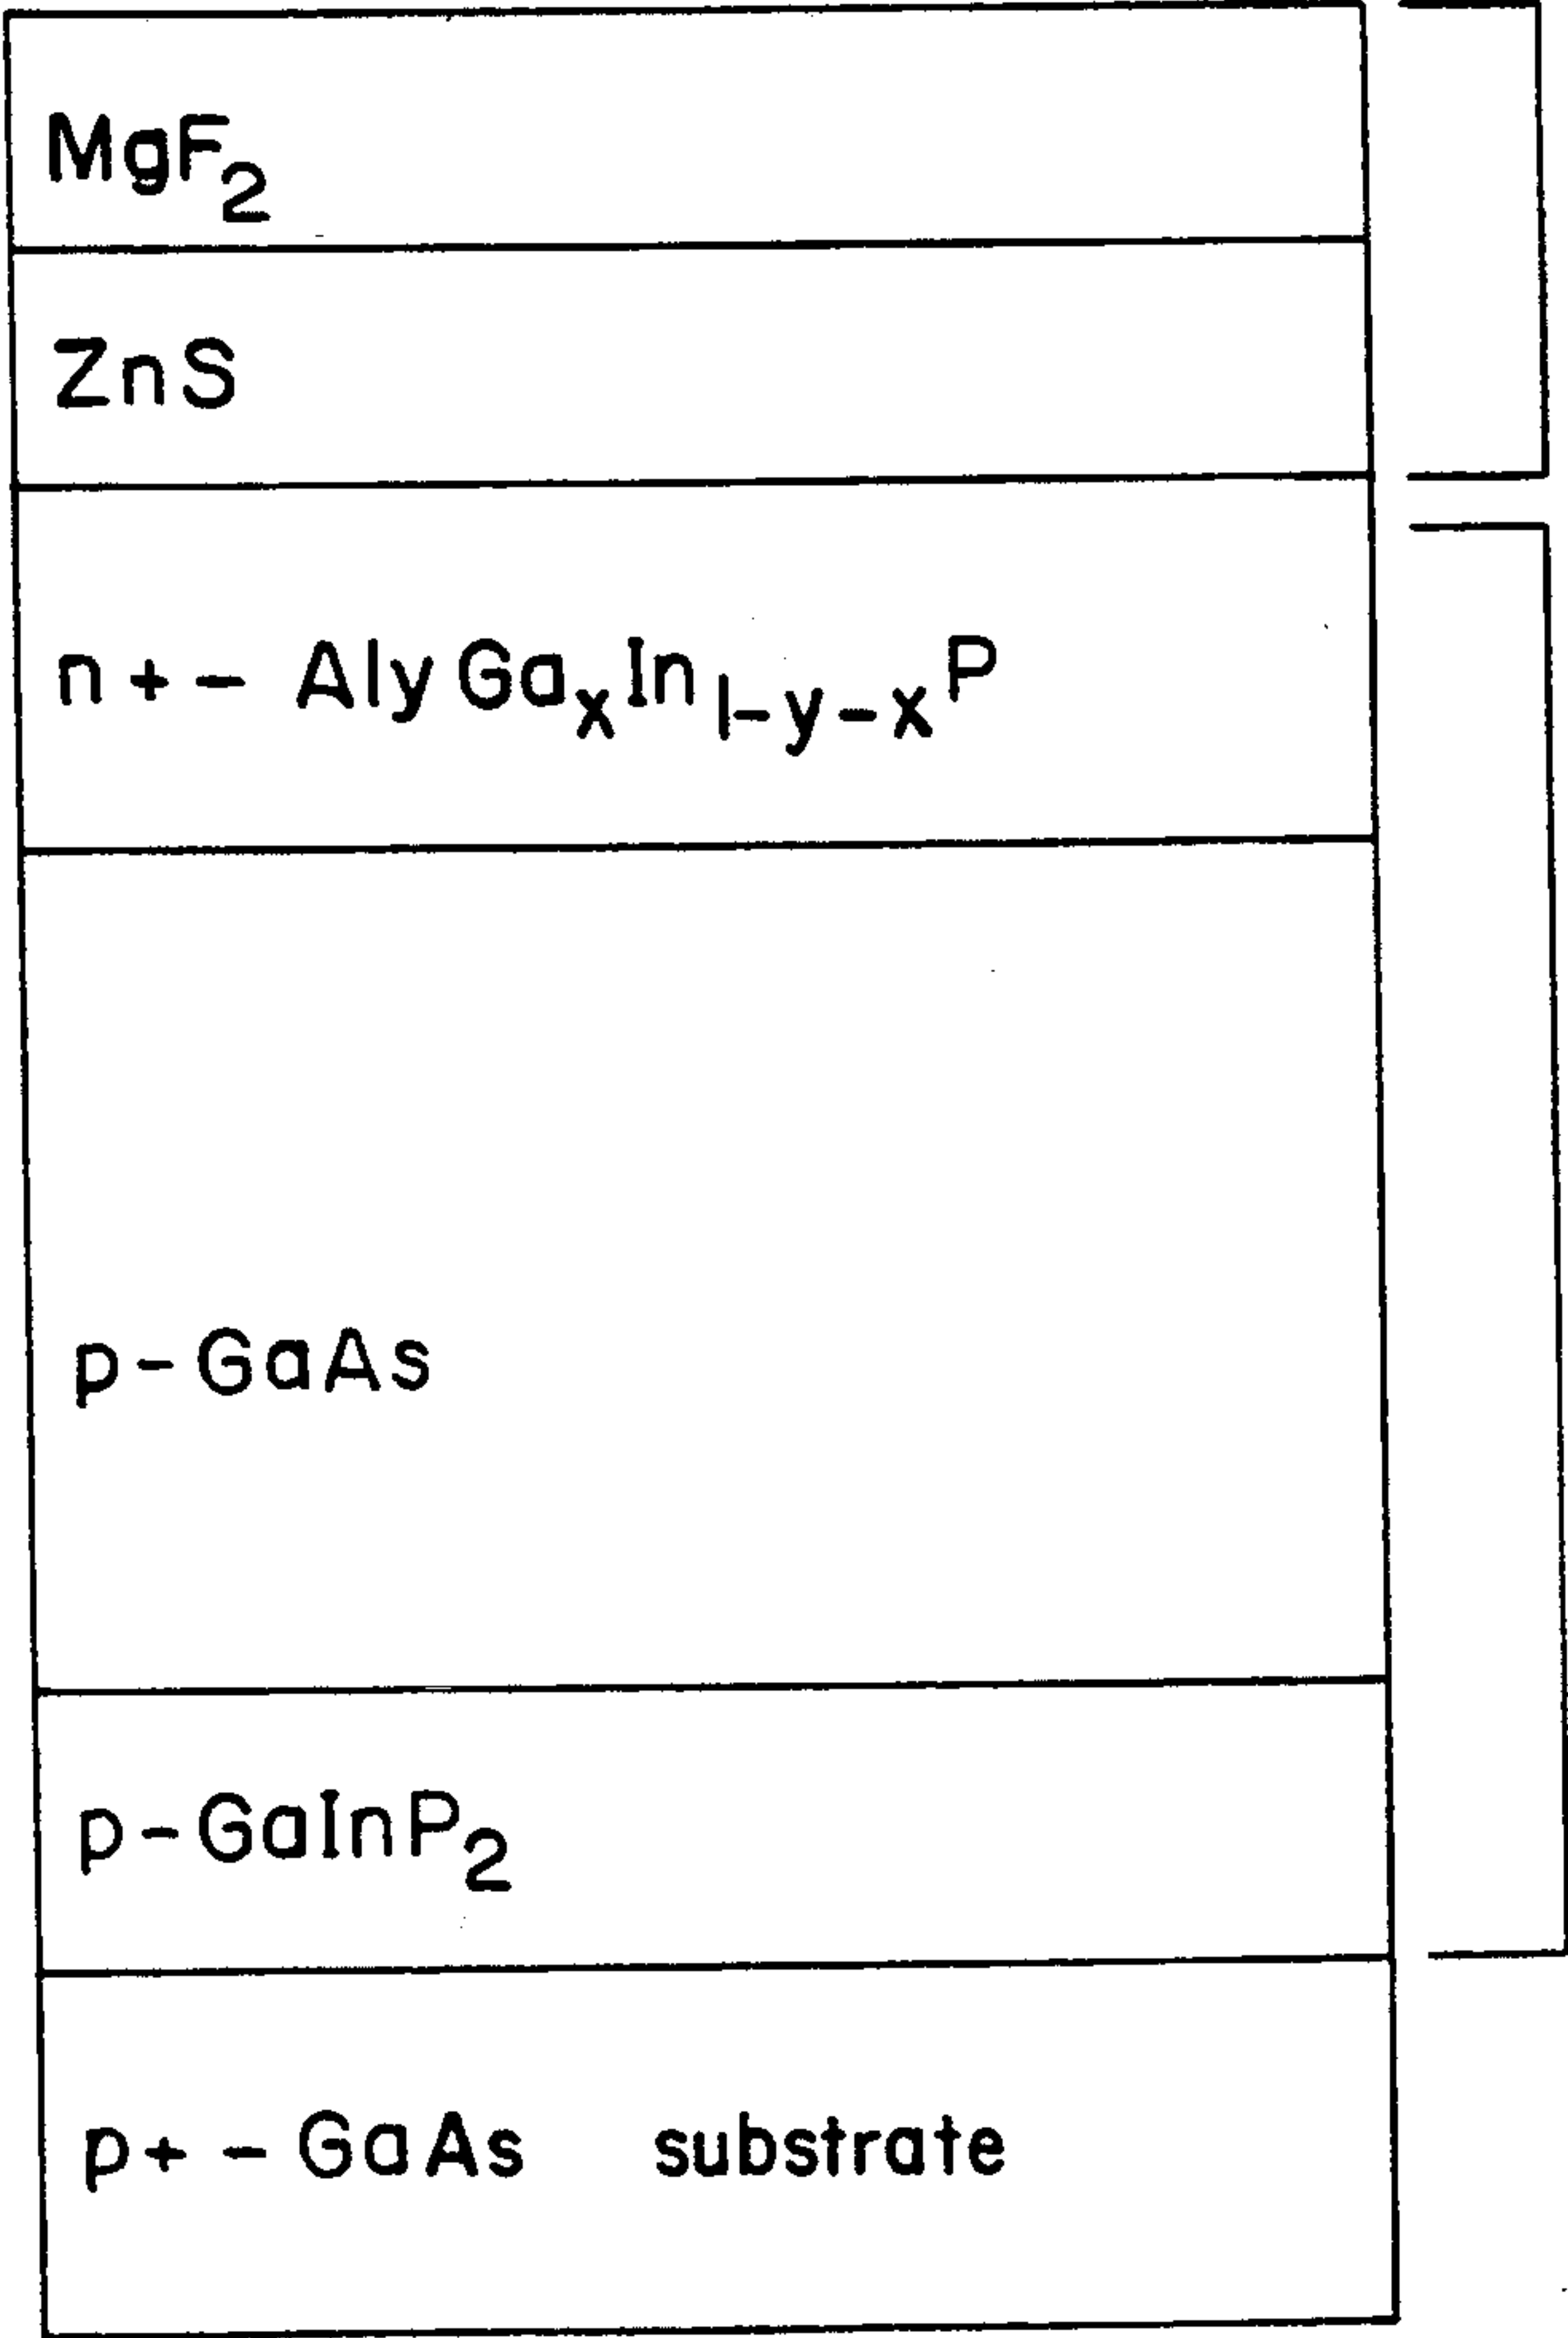 MgF2
ZnS
n+- AlyGaxIn1-y-xP
p-GaAs
p-GaInP2
p+ -GaAs substrate